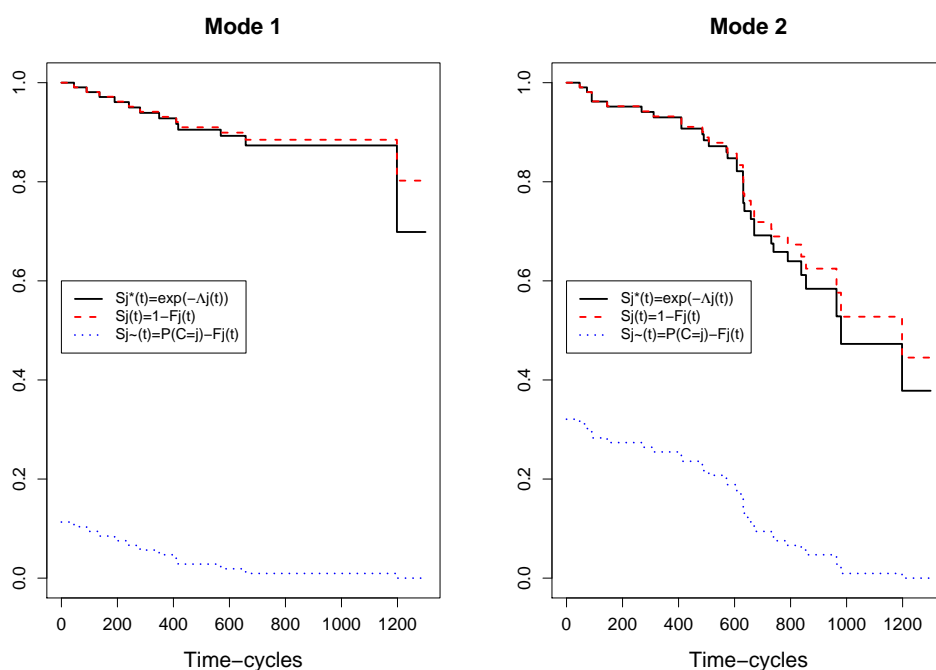 Mode 1
1.0
0.8
0.6
0.4
0.2
0.0
Sj*(t)=exp(-Λj(t))
Sj(t)=1−Fj(t)
Sj~(t)=P(C=j)−Fj(t)
0 200 400 600 800 1000 1200
Time−cycles
Mode 2
1.0
0.8
0.6
0.4
0.2
0.0
Sj*(t)=exp(-Λj(t))
Sj(t)=1−Fj(t)
Sj~(t)=P(C=j)−Fj(t)
0 200 400 600 800 1000 1200
Time−cycles